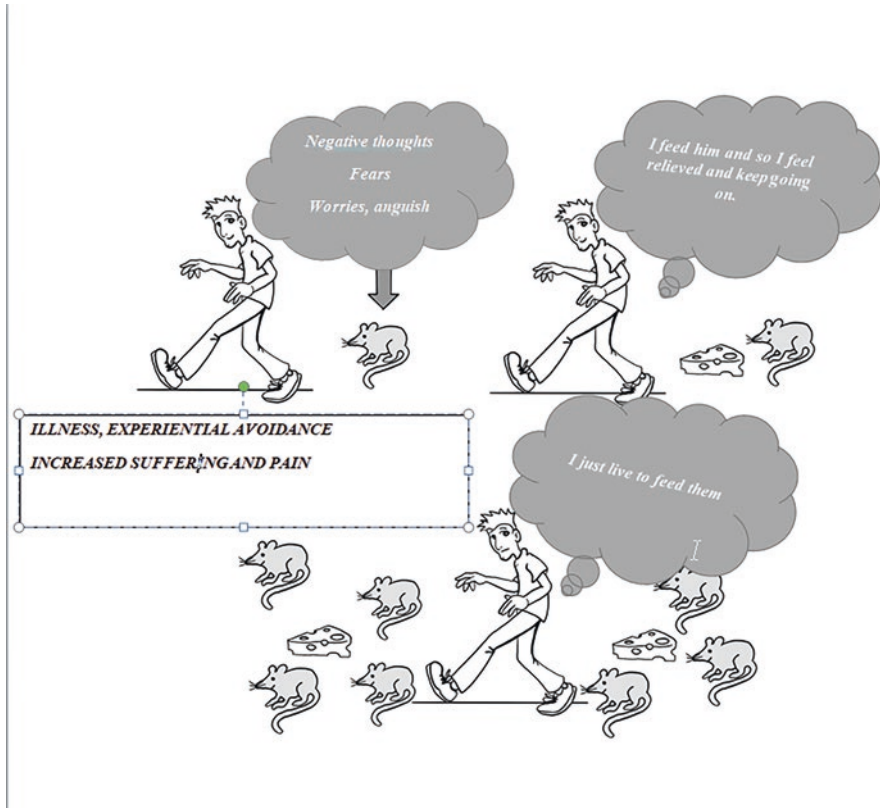 Negative thoughts
Fears
Worries, anguish
I feed him and so I feel
relieved and keep going
on.
ILLNESS, EXPERIENTIAL AVOIDANCE
INCREASED SUFFERING AND PAIN
I just live to feed them